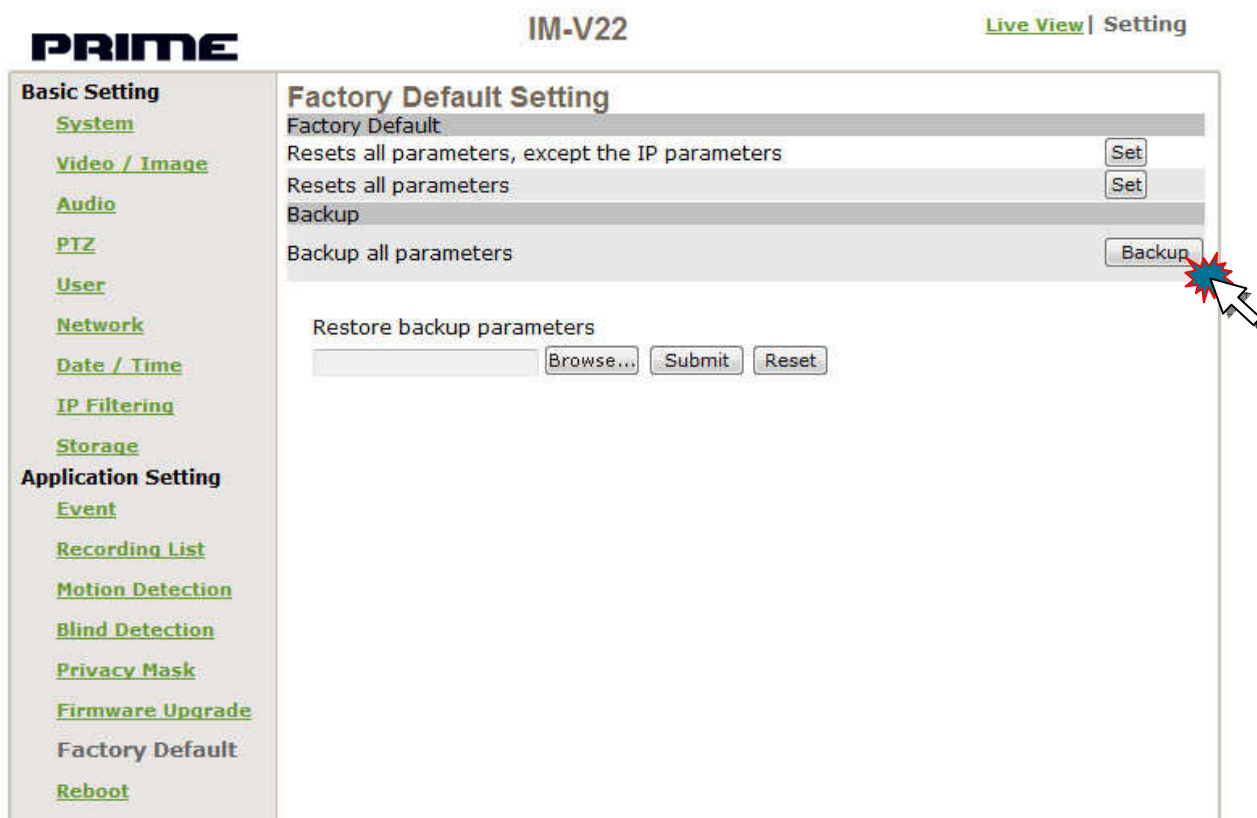 PRIME
IM-V22
Live View | Setting
Basic Setting
System
Video / Image
Audio
PTZ
User
Network
Date / Time
IP Filtering
Storage
Application Setting
Event
Recording List
Motion Detection
Blind Detection
Privacy Mask
Firmware Upgrade
Factory Default
Reboot
Factory Default Setting
Factory Default
Resets all parameters, except the IP parameters Set
Resets all parameters Set
Backup
Backup all parameters Backup
Restore backup parameters
Browse... Submit Reset